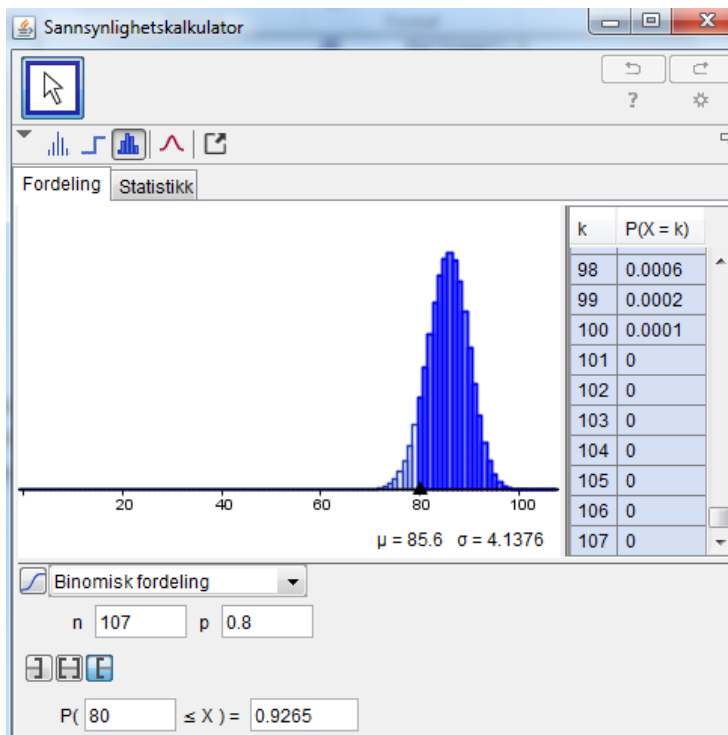 Sannsynlighetskalkulator
?
Fordeling Statistikk
k P(X = k)
98 0.0006
99 0.0002
100 0.0001
101 0
102 0
103 0
104 0
105 0
106 0
107 0
20 40 60 80 100
μ = 85.6 σ = 4.1376
Binomisk fordeling
n 107 p 0.8
P( 80 ≤ X ) = 0.9265